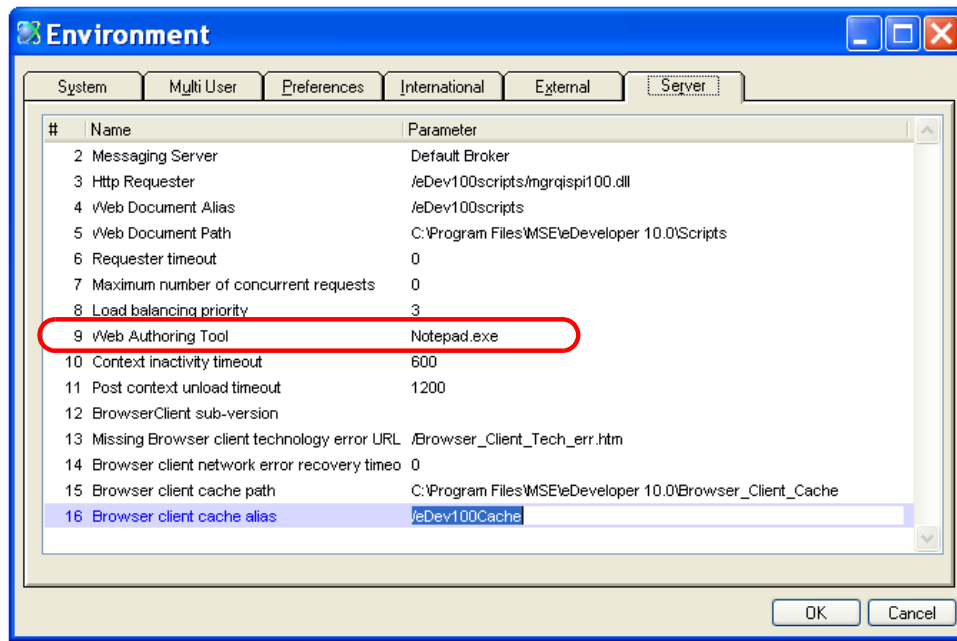 Environment
System Multi User Preferences International External Server
# Name Parameter
2 Messaging Server Default Broker
3 Http Requester /eDev100scripts/mgrqispi100.dll
4 Web Document Alias /eDev100scripts
5 Web Document Path C:\Program Files\MSE\eDeveloper 10.0\Scripts
6 Requester timeout 0
7 Maximum number of concurrent requests 0
8 Load balancing priority 3
9 Web Authoring Tool Notepad.exe
10 Context inactivity timeout 600
11 Post context unload timeout 1200
12 BrowserClient sub-version
13 Missing Browser client technology error URL /Browser_Client_Tech_err.htm
14 Browser client network error recovery timeo 0
15 Browser client cache path C:\Program Files\MSE\eDeveloper 10.0\Browser_Client_Cache
16 Browser client cache alias /eDev100Cache
OK Cancel